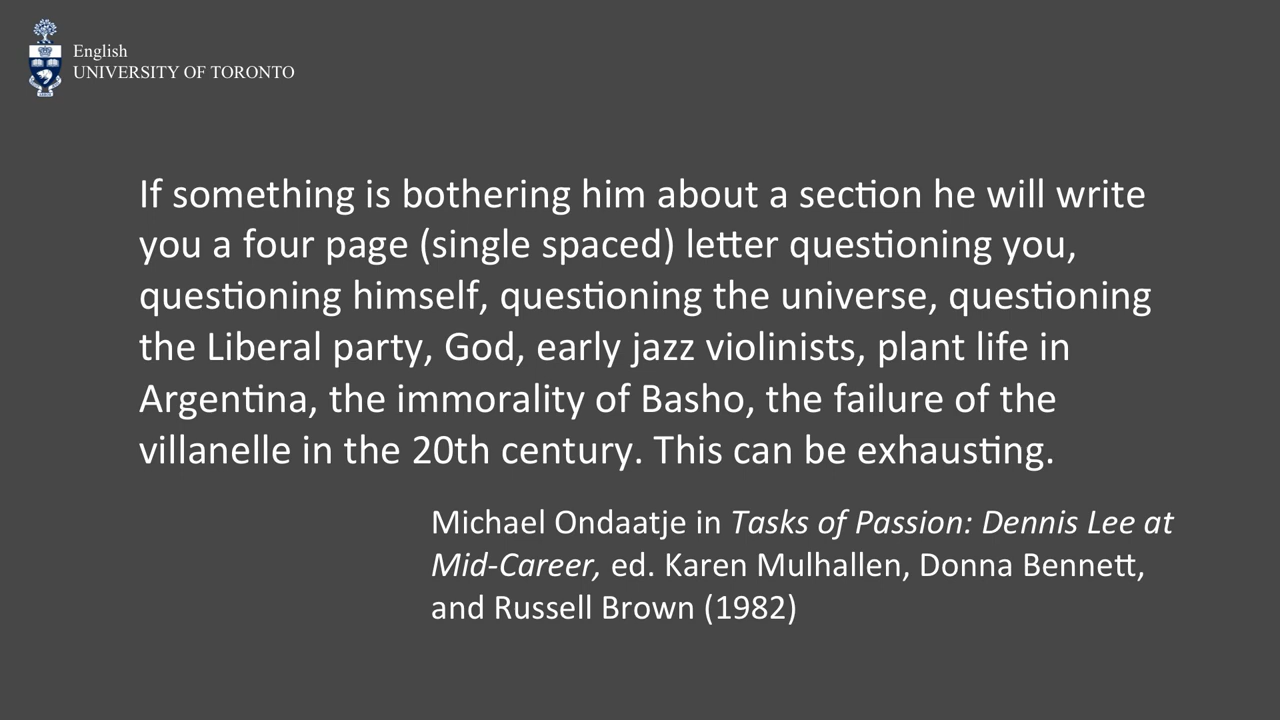 English
UNIVERSITY OF TORONTO
If something is bothering him about a section he will write
you a four page (single spaced) letter questioning you,
questioning himself, questioning the universe, questioning
the Liberal party, God, early jazz violinists, plant life in
Argentina, the immorality of Basho, the failure of the
villanelle in the 20th century. This can be exhausting.
Michael Ondaatje in Tasks of Passion: Dennis Lee at
Mid-Career, ed. Karen Mulhallen, Donna Bennett,
and Russell Brown (1982)